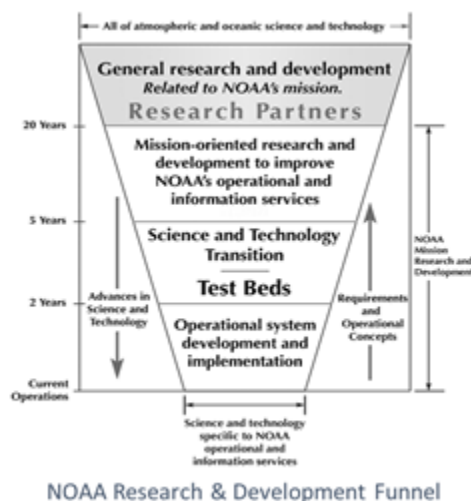 All of atmospheric and oceanic science and technology
General research and development
Related to NOAA's mission.
Research Partners
20 Years
Mission-oriented research and
development to improve
NOAA's operational and
information services
5 Years
Science and Technology
Transition
Test Beds
2 Years
Advances in
Science and
Technology
Operational system
development and
implementation
Requirements
and
Operational
Concepts
NOAA
Mission
Research and
Development
Current
Operations
Science and technology
specific to NOAA
operational and
information services
NOAA Research & Development Funnel